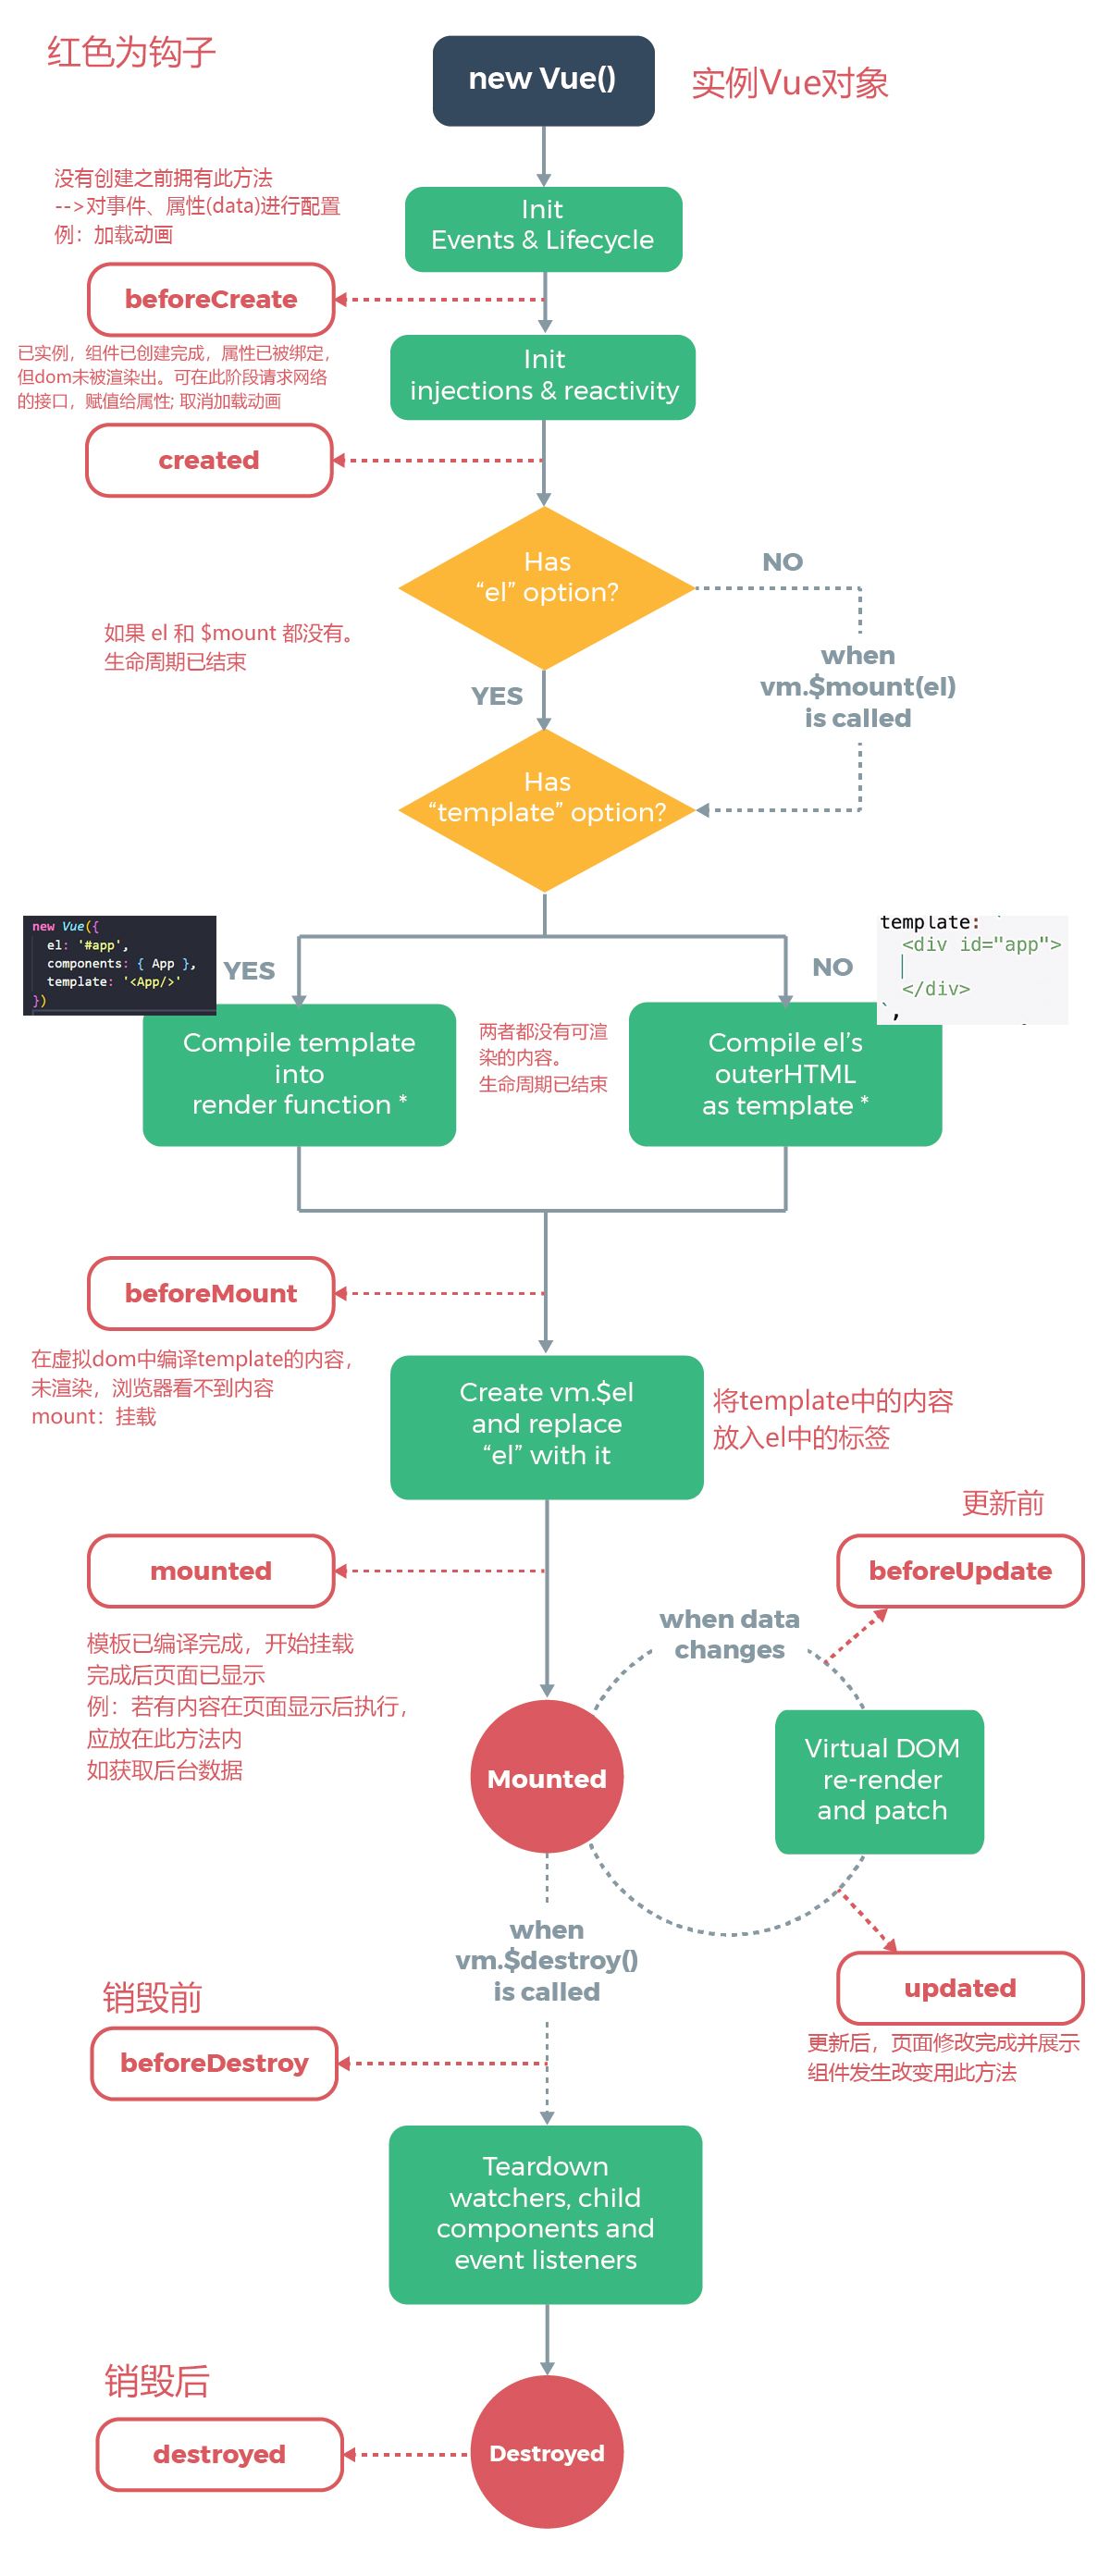 红色为钩子
new Vue()
实例Vue对象
没有创建之前拥有此方法
-->对事件、属性(data)进行配置
例：加载动画
Init
Events & Lifecycle
beforeCreate
已实例，组件已创建完成，属性已被绑定，
但dom未被渲染出。可在此阶段请求网络
的接口，赋值给属性; 取消加载动画
Init
injections & reactivity
created
Has
“el” option?
NO
如果 el 和 $mount 都没有。
生命周期已结束
when
vm.$mount(el)
is called
YES
Has
“template” option?
new Vue({
el: '#app',
components: { App },
template: '<App/>'
})
YES
NO
template: `
<div id="app">
</div>
`,
Compile template
into
render function *
两者都没有可渲
染的内容。
生命周期已结束
Compile el’s
outerHTML
as template *
beforeMount
在虚拟dom中编译template的内容，
未渲染，浏览器看不到内容
mount：挂载
Create vm.$el
and replace
“el” with it
将template中的内容
放入el中的标签
更新前
mounted
beforeUpdate
模板已编译完成，开始挂载
完成后页面已显示
例：若有内容在页面显示后执行，
应放在此方法内
如获取后台数据
when data
changes
Mounted
Virtual DOM
re-render
and patch
when
vm.$destroy()
is called
updated
更新后，页面修改完成并展示
组件发生改变用此方法
销毁前
beforeDestroy
Teardown
watchers, child
components and
event listeners
销毁后
destroyed
Destroyed